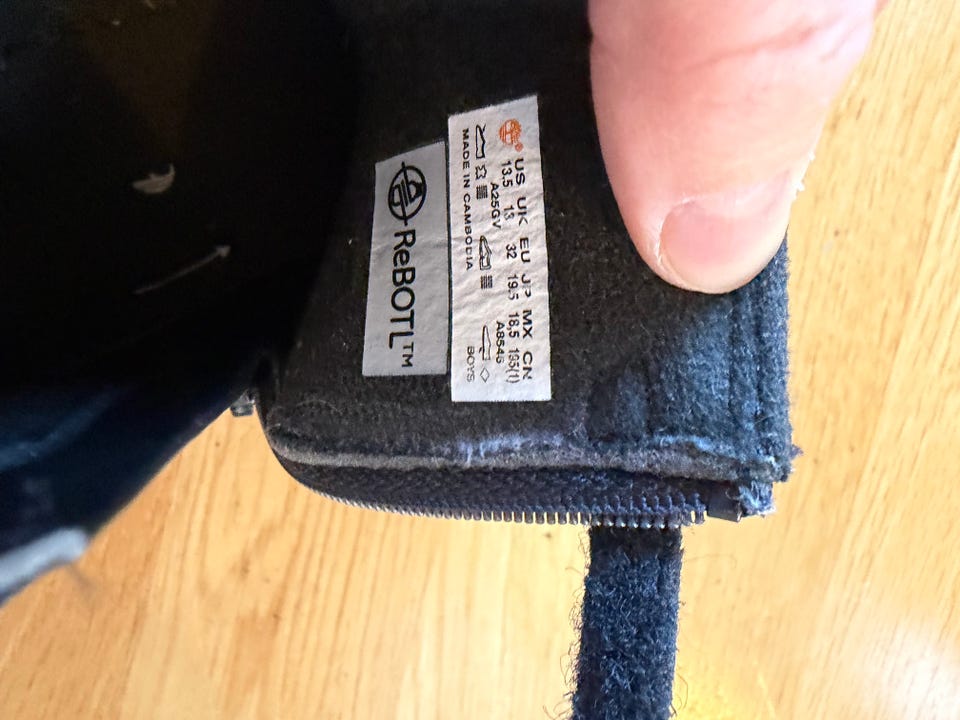 US UK EU JP MX CN
13.5 13 32 19.5 18.5 195(1)
A25GV A8545
MADE IN CAMBODIA BOYS
ReBOTL™